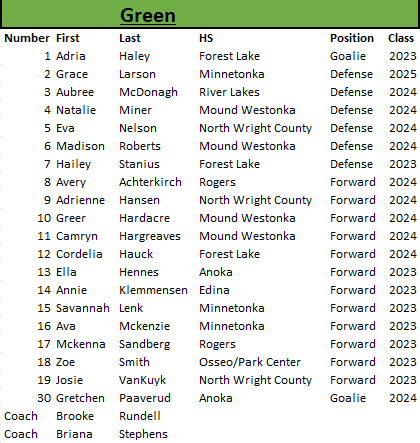 Green
Number First Last HS Position Class
1 Adria Haley Forest Lake Goalie 2023
2 Grace Larson Minnetonka Defense 2025
3 Aubree McDonagh River Lakes Defense 2024
4 Natalie Miner Mound Westonka Defense 2024
5 Eva Nelson North Wright County Defense 2024
6 Madison Roberts Mound Westonka Defense 2024
7 Hailey Stanius Forest Lake Defense 2023
8 Avery Achterkirch Rogers Forward 2024
9 Adrienne Hansen North Wright County Forward 2024
10 Greer Hardacre Mound Westonka Forward 2024
11 Camryn Hargreaves Mound Westonka Forward 2024
12 Cordelia Hauck Forest Lake Forward 2024
13 Ella Hennes Anoka Forward 2023
14 Annie Klemmensen Edina Forward 2023
15 Savannah Lenk Minnetonka Forward 2023
16 Ava Mckenzie Minnetonka Forward 2023
17 Mckenna Sandberg Rogers Forward 2023
18 Zoe Smith Osseo/Park Center Forward 2023
19 Josie VanKuyk North Wright County Forward 2023
30 Gretchen Paaverud Anoka Goalie 2024
Coach Brooke Rundell
Coach Briana Stephens